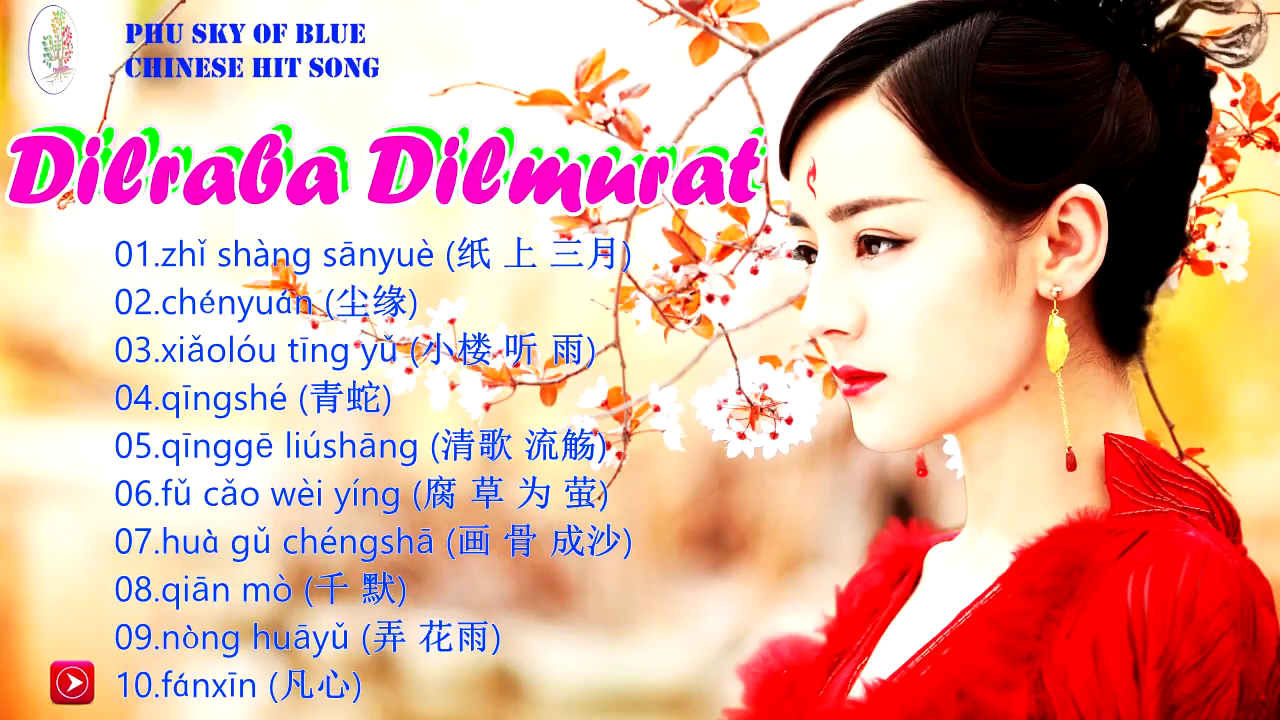 PHU SKY OF BLUE
CHINESE HIT SONG
Dilraba Dilmurat
01.zhǐ shàng sānyuè (纸 上 三月)
02.chényuán (尘缘)
03.xiǎolóu tīng yǔ (小楼 听 雨)
04.qīngshé (青蛇)
05.qīnggē liúshāng (清歌 流觞)
06.fǔ cǎo wèi yíng (腐 草 为 萤)
07.huà gǔ chéngshā (画 骨 成沙)
08.qiān mò (千 默)
09.nòng huāyǔ (弄 花雨)
10.fánxīn (凡心)